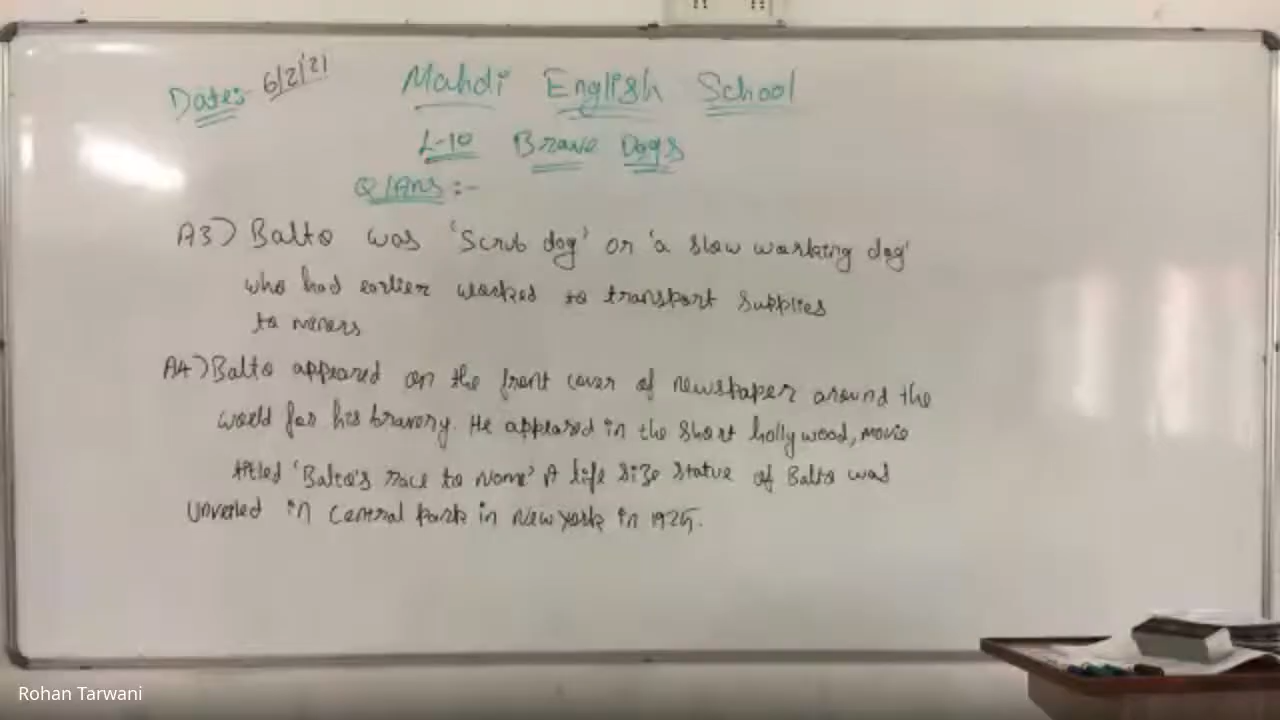 Date:- 6/2/21
Mahdi English School
L-10 Brave Dogs
Q/Ans :-
A3) Balto was 'Scrub dog' or 'a slow working dog'
who had earlier worked to transport supplies
to miners
A4) Balto appeared on the front cover of newspaper around the
world for his bravery. He appeared in the short hollywood, movie
titled 'Balto's race to Nome' A life size statue of Balto was
unveiled in Central park in New York in 1925.
Rohan Tarwani